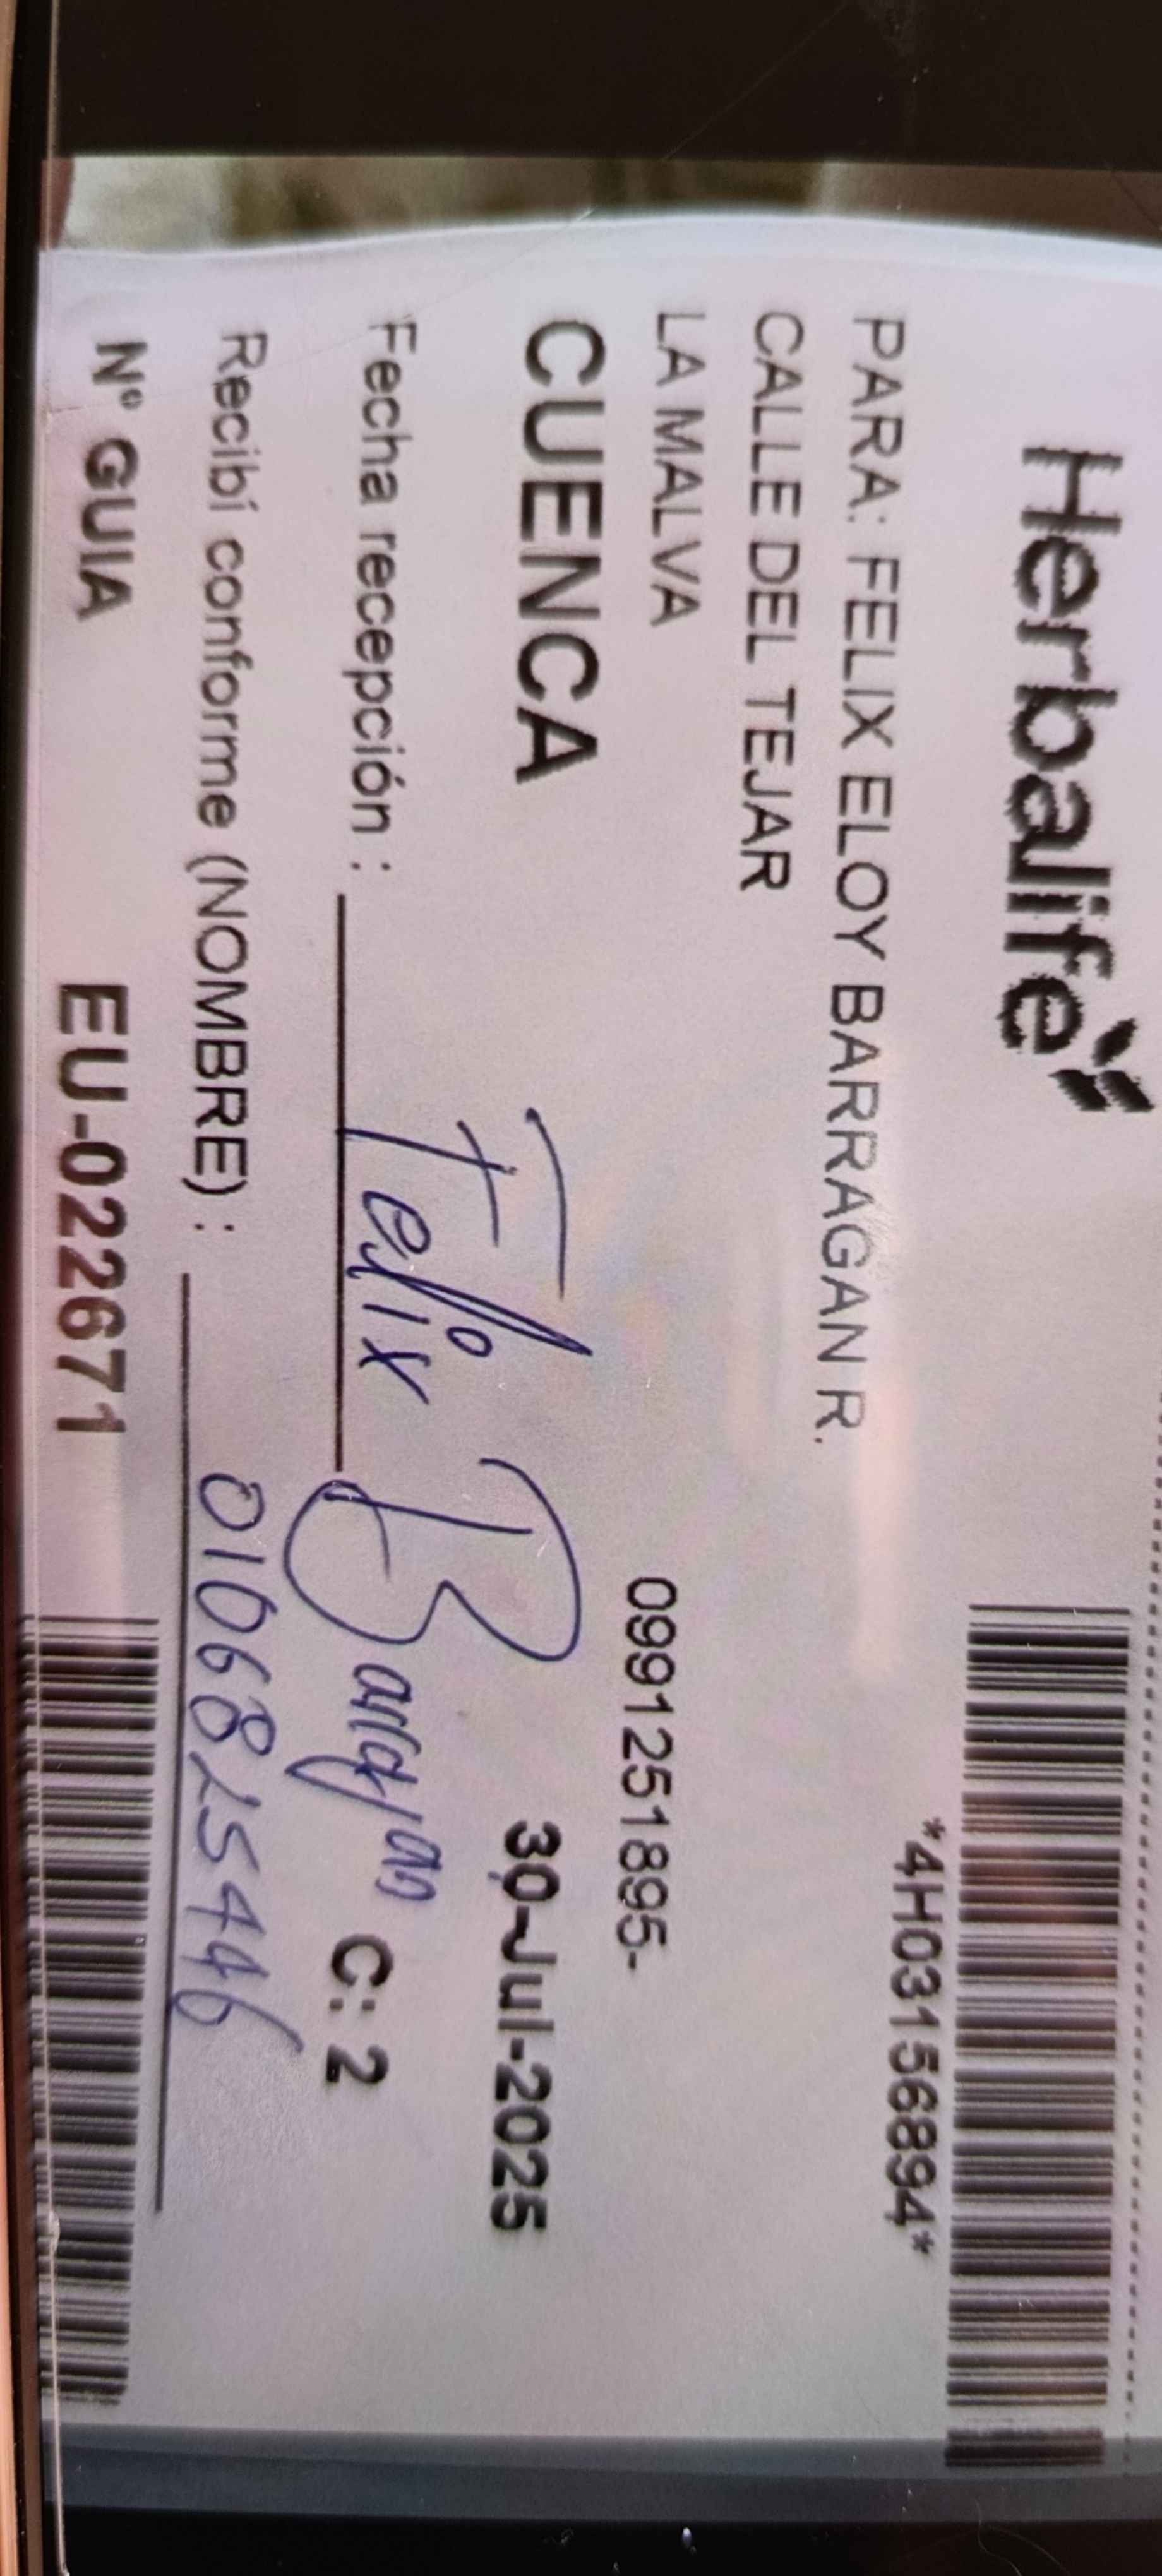 Herbalife
*4H03156894*
PARA: FELIX ELOY BARRAGAN R.
CALLE DEL TEJAR
LA MALVA
0991251895-
CUENCA
30-Jul-2025
Fecha recepción : Felix Barragan C: 2
Recibí conforme (NOMBRE) : 0106825446
Nº GUIA EU-022671